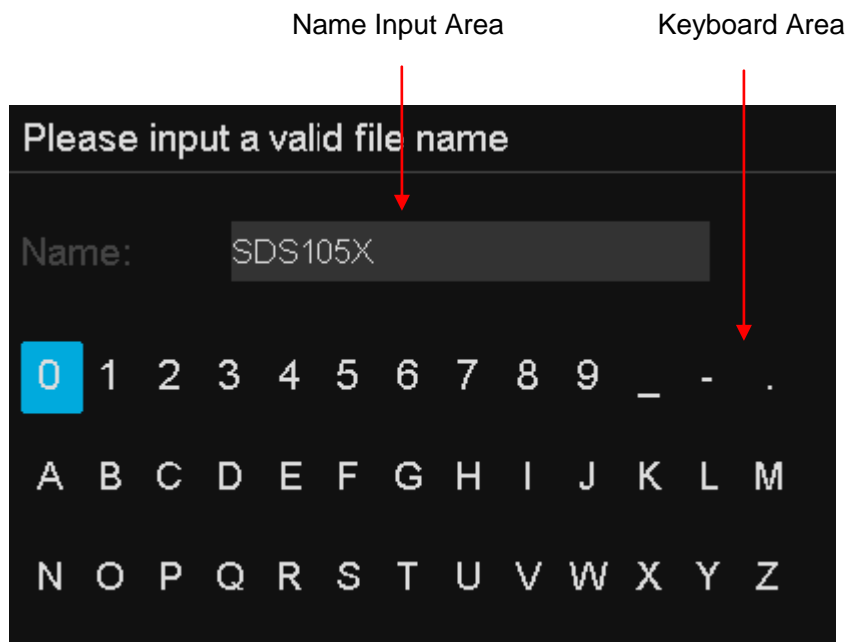 Name Input Area Keyboard Area
Please input a valid file name
Name: SDS105X
0 1 2 3 4 5 6 7 8 9 _ - .
A B C D E F G H I J K L M
N O P Q R S T U V W X Y Z